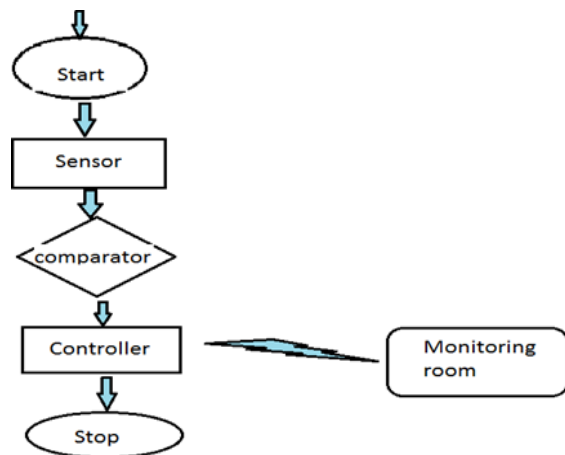 Start
Sensor
comparator
Controller
Monitoring
room
Stop